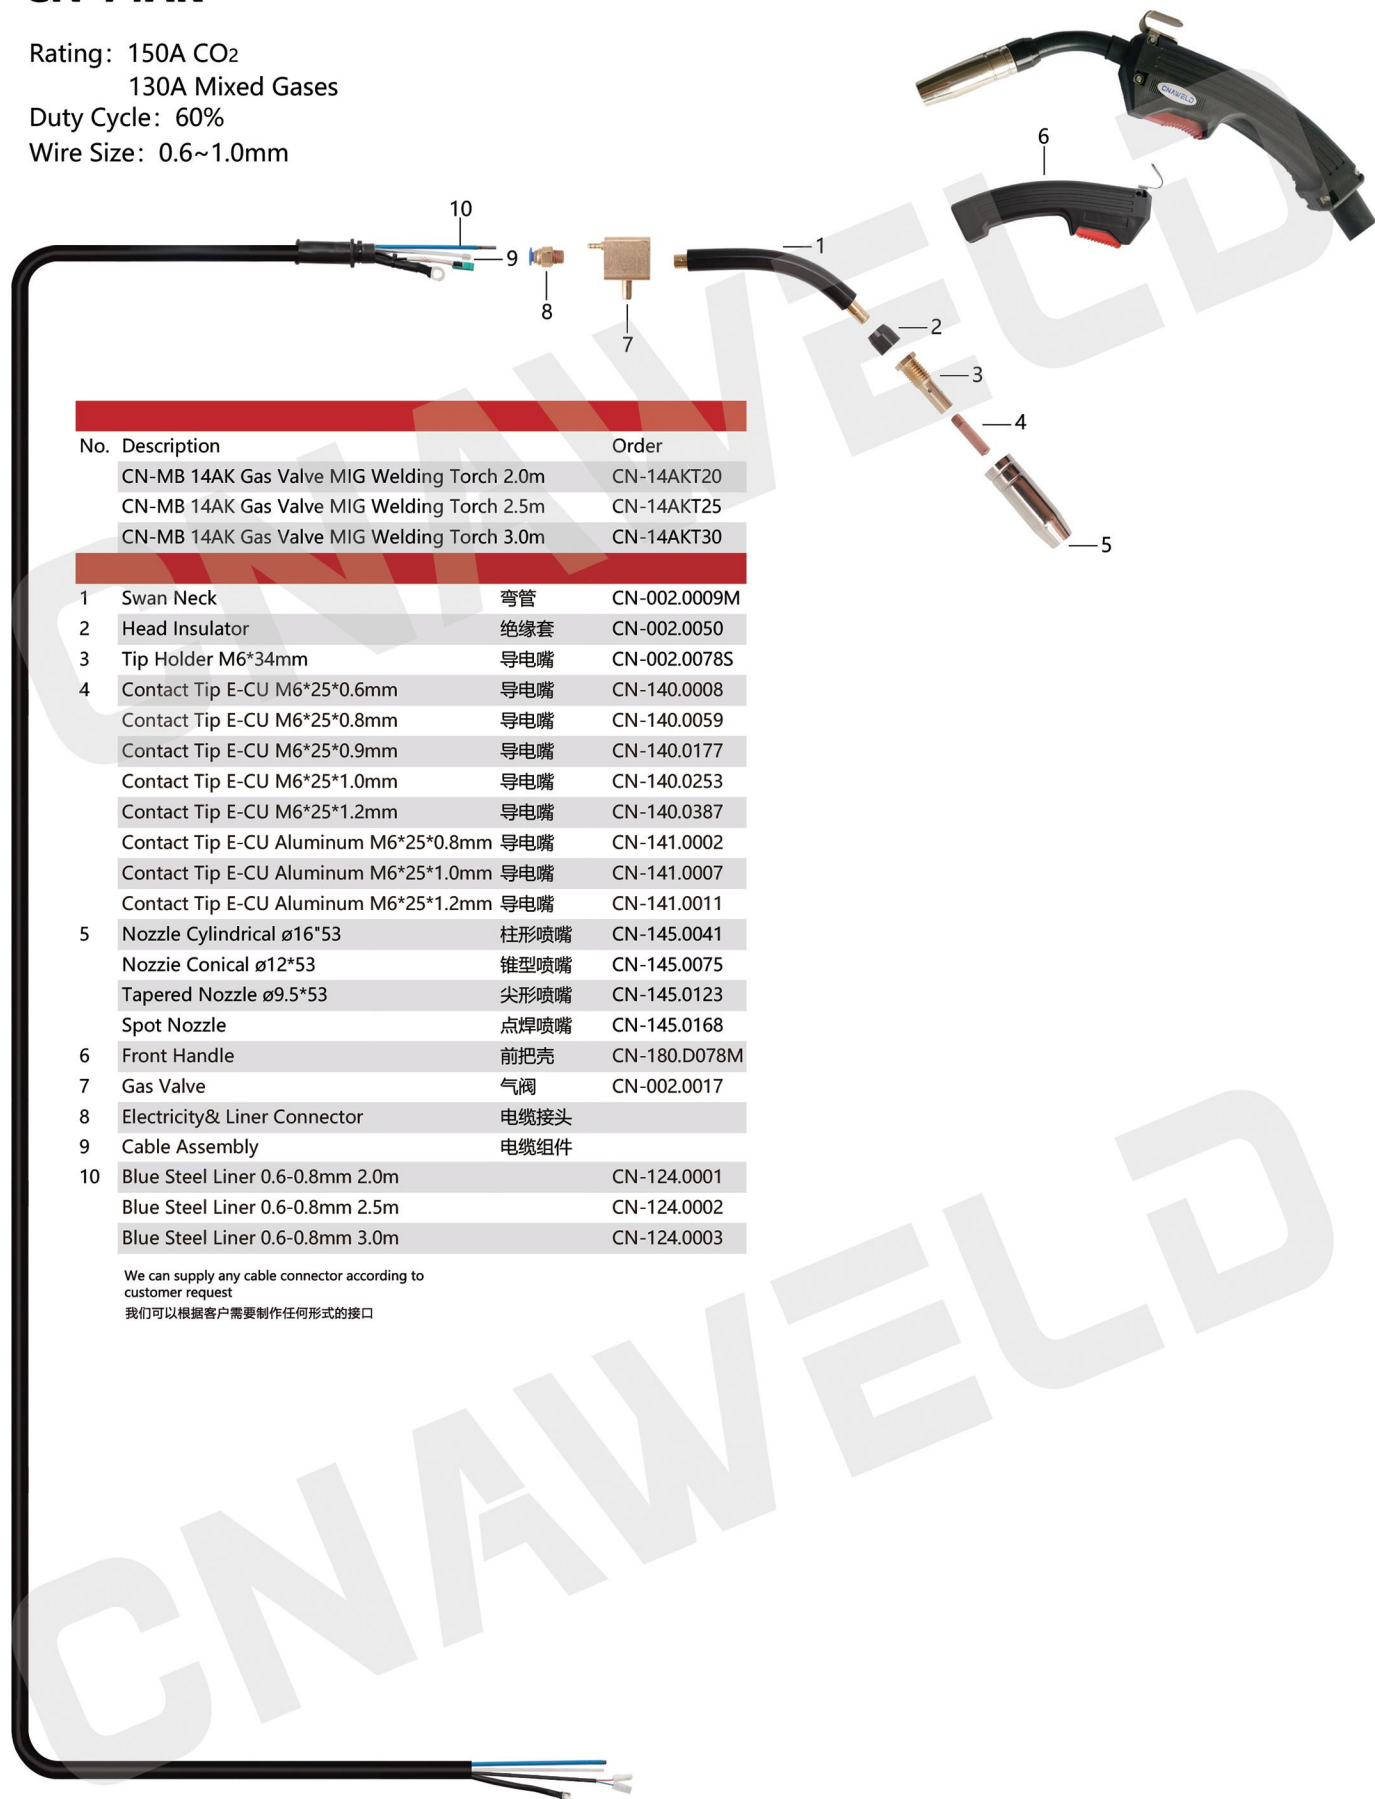 Rating: 150A CO2
130A Mixed Gases
Duty Cycle: 60%
Wire Size: 0.6~1.0mm
CNAWELD
6
10
9
8
7
1
2
3
4
5
No. Description Order
CN-MB 14AK Gas Valve MIG Welding Torch 2.0m CN-14AKT20
CN-MB 14AK Gas Valve MIG Welding Torch 2.5m CN-14AKT25
CN-MB 14AK Gas Valve MIG Welding Torch 3.0m CN-14AKT30
1 Swan Neck 弯管 CN-002.0009M
2 Head Insulator 绝缘套 CN-002.0050
3 Tip Holder M6*34mm 导电嘴 CN-002.0078S
4 Contact Tip E-CU M6*25*0.6mm 导电嘴 CN-140.0008
Contact Tip E-CU M6*25*0.8mm 导电嘴 CN-140.0059
Contact Tip E-CU M6*25*0.9mm 导电嘴 CN-140.0177
Contact Tip E-CU M6*25*1.0mm 导电嘴 CN-140.0253
Contact Tip E-CU M6*25*1.2mm 导电嘴 CN-140.0387
Contact Tip E-CU Aluminum M6*25*0.8mm 导电嘴 CN-141.0002
Contact Tip E-CU Aluminum M6*25*1.0mm 导电嘴 CN-141.0007
Contact Tip E-CU Aluminum M6*25*1.2mm 导电嘴 CN-141.0011
5 Nozzle Cylindrical ø16"53 柱形喷嘴 CN-145.0041
Nozzie Conical ø12*53 锥型喷嘴 CN-145.0075
Tapered Nozzle ø9.5*53 尖形喷嘴 CN-145.0123
Spot Nozzle 点焊喷嘴 CN-145.0168
6 Front Handle 前把壳 CN-180.D078M
7 Gas Valve 气阀 CN-002.0017
8 Electricity& Liner Connector 电缆接头
9 Cable Assembly 电缆组件
10 Blue Steel Liner 0.6-0.8mm 2.0m CN-124.0001
Blue Steel Liner 0.6-0.8mm 2.5m CN-124.0002
Blue Steel Liner 0.6-0.8mm 3.0m CN-124.0003
We can supply any cable connector according to
customer request
我们可以根据客户需要制作任何形式的接口
CNAWELD
CNAWELD